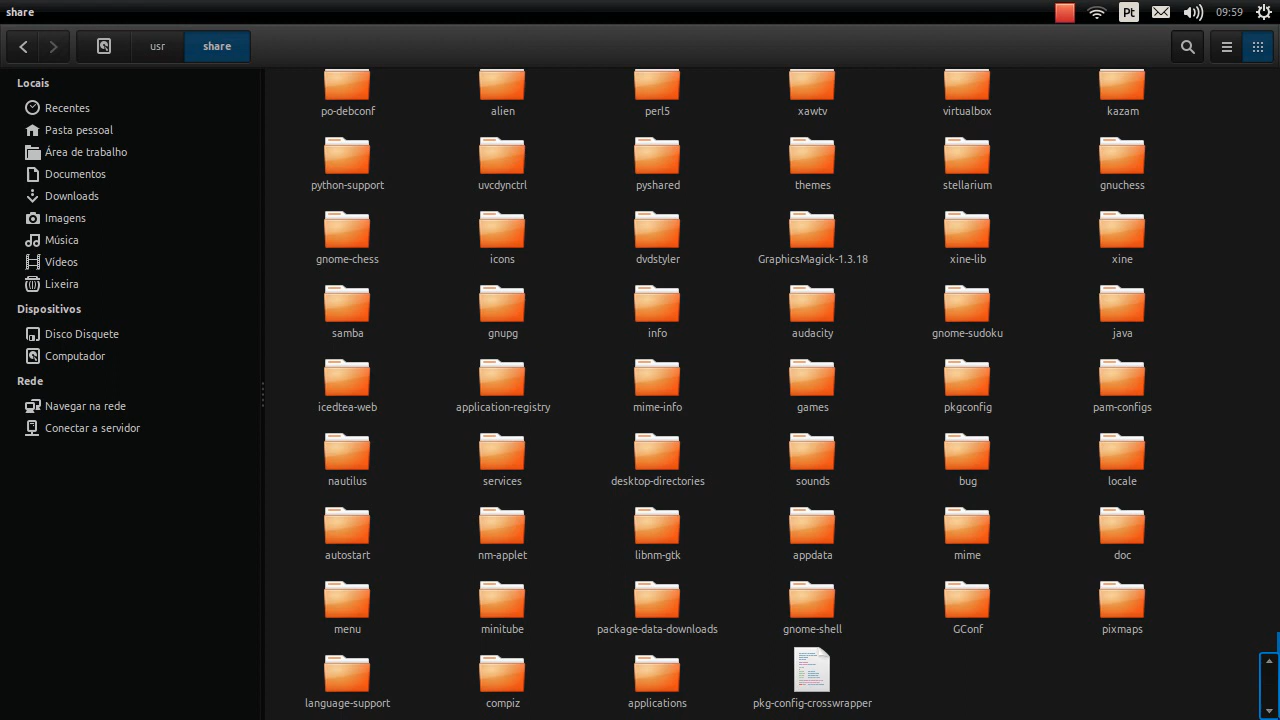 share
Pt
09:59
usr
share
Locais
Recentes
Pasta pessoal
Área de trabalho
Documentos
Downloads
Imagens
Música
Vídeos
Lixeira
Dispositivos
Disco Disquete
Computador
Rede
Navegar na rede
Conectar a servidor
po-debconf alien perl5 xawtv virtualbox kazam
python-support uvcdynctrl pyshared themes stellarium gnuchess
gnome-chess icons dvdstyler GraphicsMagick-1.3.18 xine-lib xine
samba gnupg info audacity gnome-sudoku java
icedtea-web application-registry mime-info games pkgconfig pam-configs
nautilus services desktop-directories sounds bug locale
autostart nm-applet libnm-gtk appdata mime doc
menu minitube package-data-downloads gnome-shell GConf pixmaps
language-support compiz applications pkg-config-crosswrapper